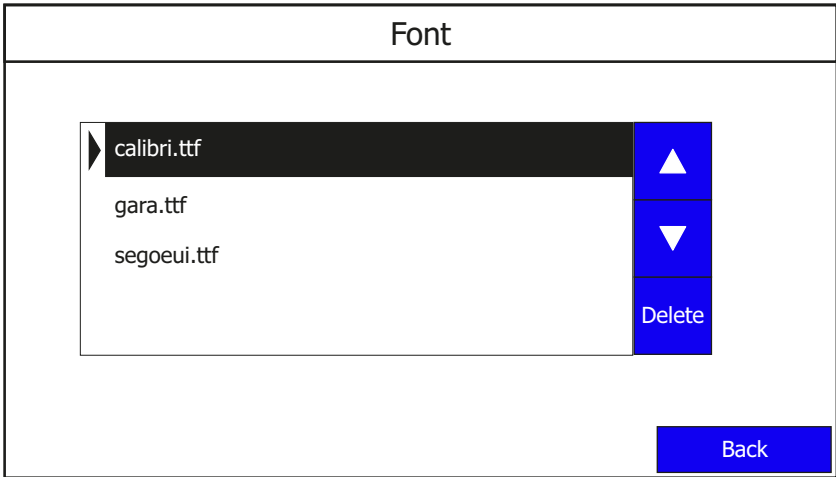 Font
calibri.ttf
gara.ttf
segoeui.ttf
Delete
Back